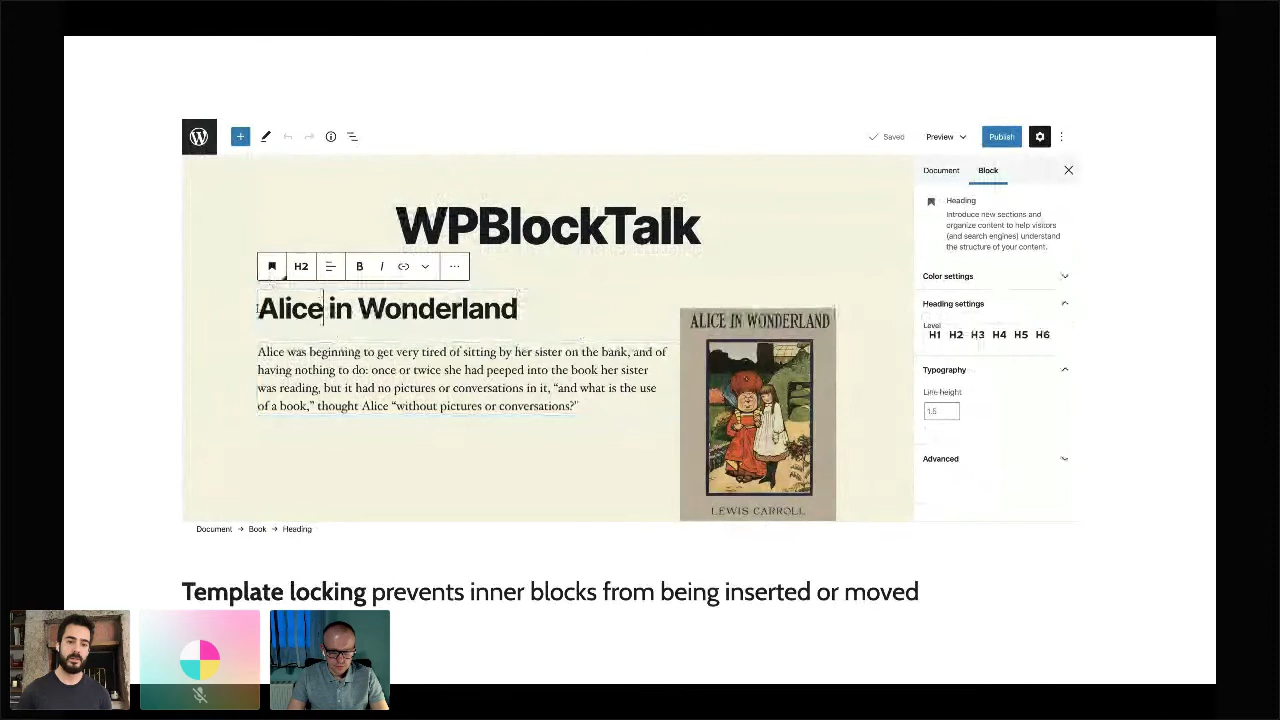 Saved
Preview
Publish
Document
Block
WPBlockTalk
Heading
Introduce new sections and
organize content to help visitors
(and search engines) understand
the structure of your content.
H2
B
I
Color settings
Alice in Wonderland
Heading settings
Level
H1 H2 H3 H4 H5 H6
ALICE IN WONDERLAND
Alice was beginning to get very tired of sitting by her sister on the bank, and of
having nothing to do: once or twice she had peeped into the book her sister
was reading, but it had no pictures or conversations in it, “and what is the use
of a book,” thought Alice “without pictures or conversations?”
Typography
Line height
1.5
Advanced
LEWIS CARROLL
Document → Book → Heading
Template locking prevents inner blocks from being inserted or moved